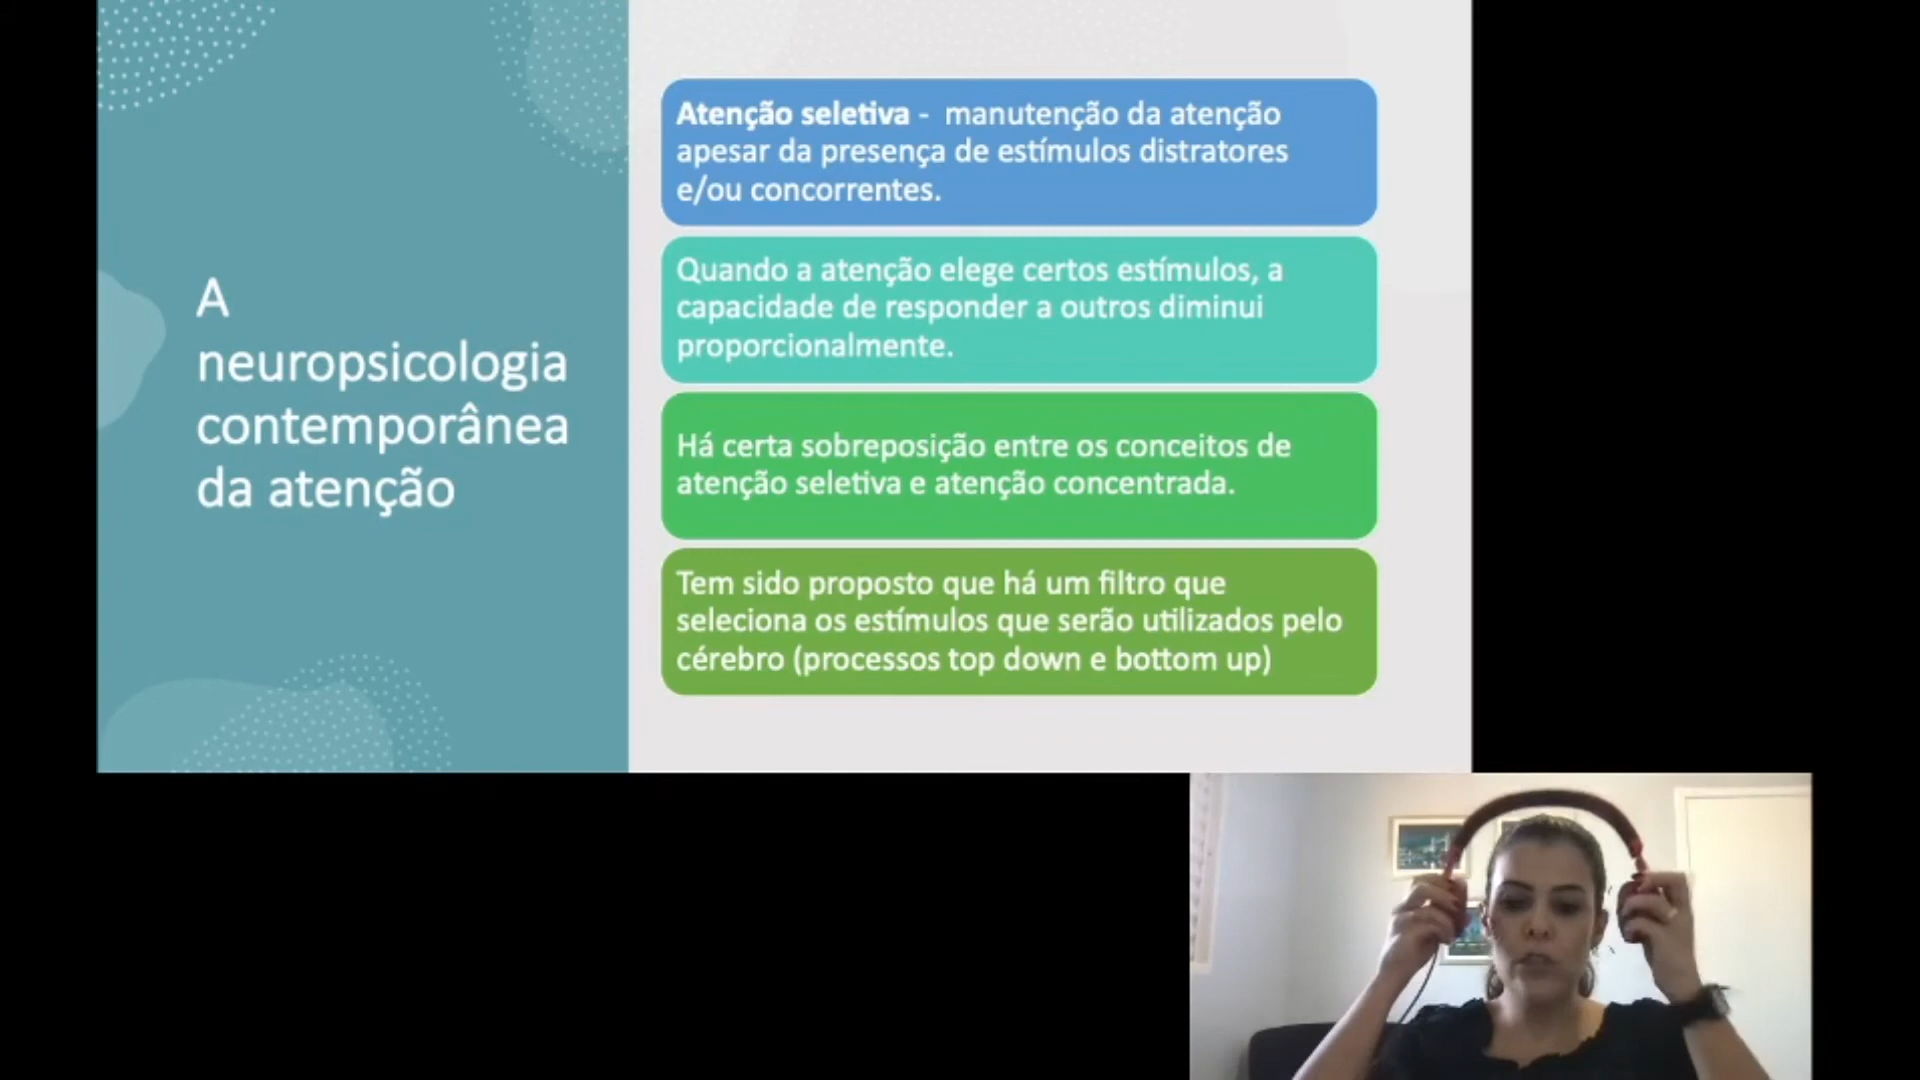 A
neuropsicologia
contemporânea
da atenção
Atenção seletiva -  manutenção da atenção
apesar da presença de estímulos distratores
e/ou concorrentes.
Quando a atenção elege certos estímulos, a
capacidade de responder a outros diminui
proporcionalmente.
Há certa sobreposição entre os conceitos de
atenção seletiva e atenção concentrada.
Tem sido proposto que há um filtro que
seleciona os estímulos que serão utilizados pelo
cérebro (processos top down e bottom up)